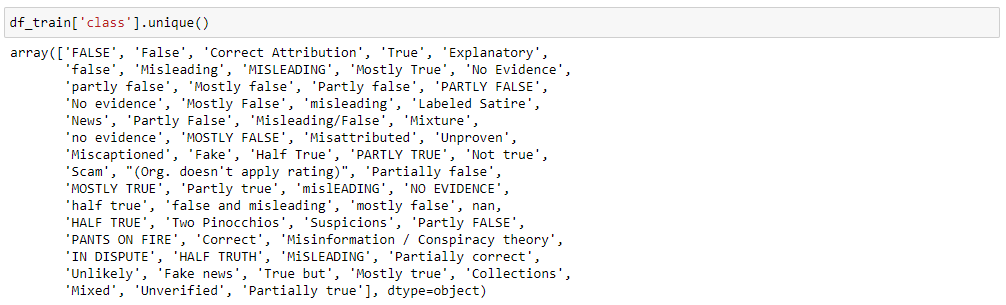 df_train['class'].unique()
array(['FALSE', 'False', 'Correct Attribution', 'True', 'Explanatory',
'false', 'Misleading', 'MISLEADING', 'Mostly True', 'No Evidence',
'partly false', 'Mostly false', 'Partly false', 'PARTLY FALSE',
'No evidence', 'Mostly False', 'misleading', 'Labeled Satire',
'News', 'Partly False', 'Misleading/False', 'Mixture',
'no evidence', 'MOSTLY FALSE', 'Misattributed', 'Unproven',
'Miscaptioned', 'Fake', 'Half True', 'PARTLY TRUE', 'Not true',
'Scam', "(Org. doesn't apply rating)", 'Partially false',
'MOSTLY TRUE', 'Partly true', 'mislEADING', 'NO EVIDENCE',
'half true', 'false and misleading', 'mostly false', nan,
'HALF TRUE', 'Two Pinocchios', 'Suspicions', 'Partly FALSE',
'PANTS ON FIRE', 'Correct', 'Misinformation / Conspiracy theory',
'IN DISPUTE', 'HALF TRUTH', 'MiSLEADING', 'Partially correct',
'Unlikely', 'Fake news', 'True but', 'Mostly true', 'Collections',
'Mixed', 'Unverified', 'Partially true'], dtype=object)